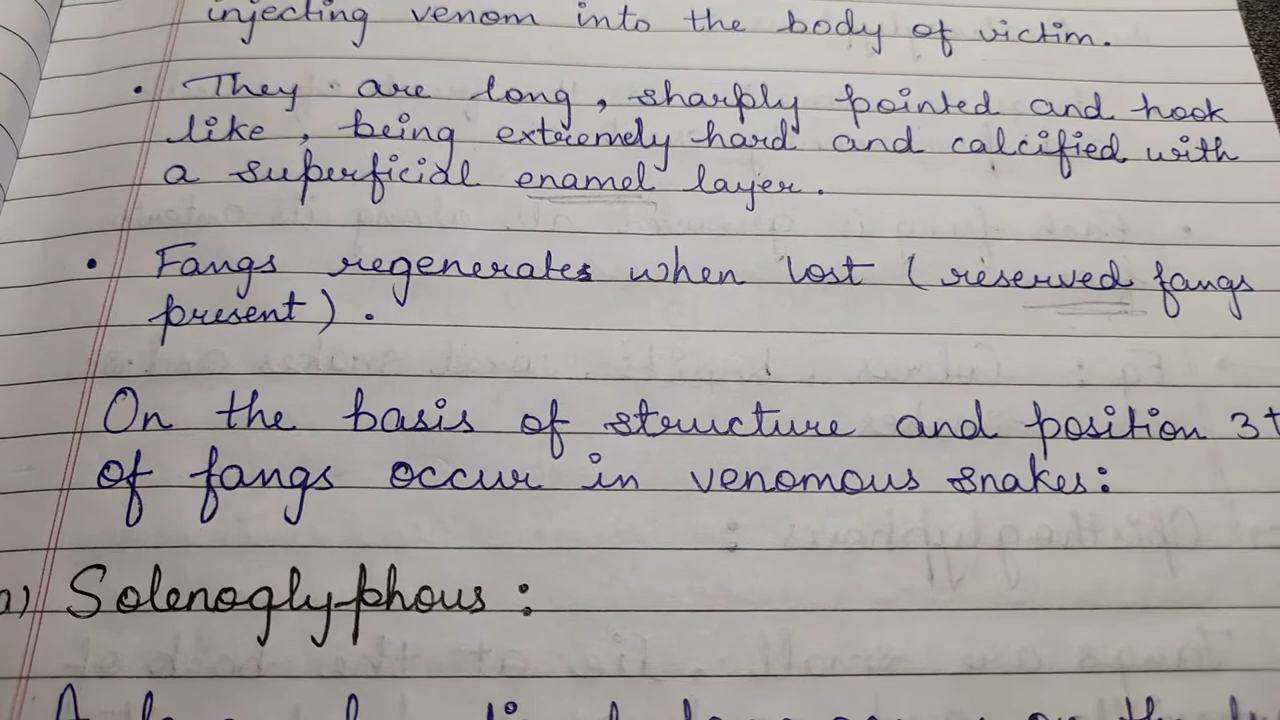 injecting venom into the body of victim.
• They are long, sharply pointed and hook
like, being extremely hard and calcified with
a superficial enamel layer.
• Fangs regenerates when lost (reserved fangs
present).
On the basis of structure and position 3
of fangs occur in venomous snakes:
a) Solenoglyphous: